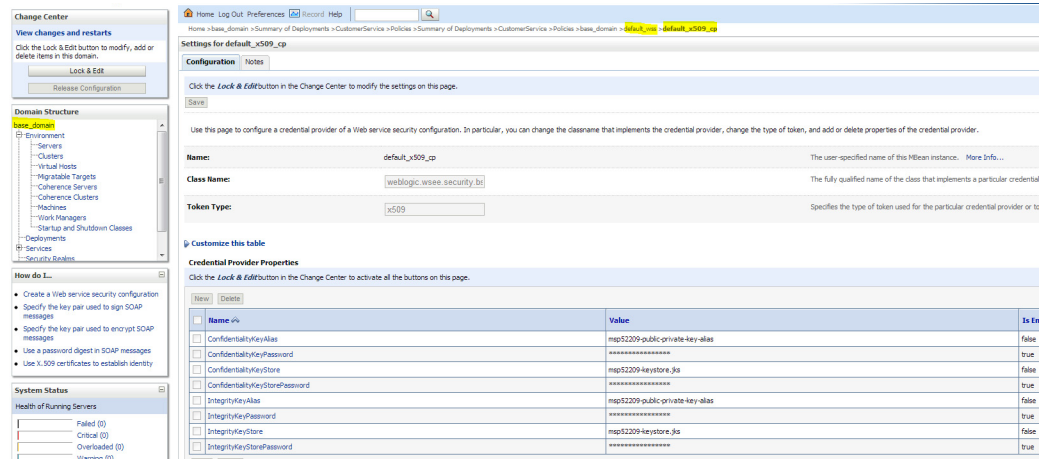 Change Center
View changes and restarts
Click the Lock & Edit button to modify, add or
delete items in this domain.
Lock & Edit
Release Configuration
Domain Structure
base_domain
Environment
Servers
Clusters
Virtual Hosts
Migratable Targets
Coherence Servers
Coherence Clusters
Machines
Work Managers
Startup and Shutdown Classes
Deployments
Services
Security Realms
How do I...
Create a Web service security configuration
Specify the key pair used to sign SOAP
messages
Specify the key pair used to encrypt SOAP
messages
Use a password digest in SOAP messages
Use X.509 certificates to establish identity
System Status
Health of Running Servers
Failed (0)
Critical (0)
Overloaded (0)
Warning (0)
Home Log Out Preferences Record Help
Home >base_domain >Summary of Deployments >CustomerService >Policies >Summary of Deployments >CustomerService >Policies >base_domain >default_wss >default_x509_cp
Settings for default_x509_cp
Configuration Notes
Click the Lock & Edit button in the Change Center to modify the settings on this page.
Save
Use this page to configure a credential provider of a Web service security configuration. In particular, you can change the classname that implements the credential provider, change the type of token, and add or delete properties of the credential provider.
Name: default_x509_cp The user-specified name of this MBean instance. More Info...
Class Name: weblogic.wsee.security.bs The fully qualified name of the class that implements a particular credential
Token Type: x509 Specifies the type of token used for the particular credential provider or to
Customize this table
Credential Provider Properties
Click the Lock & Edit button in the Change Center to activate all the buttons on this page.
New Delete
Name Value Is En
ConfidentialityKeyAlias msp52209-public-private-key-alias false
ConfidentialityKeyPassword **************** true
ConfidentialityKeyStore msp52209-keystore.jks false
ConfidentialityKeyStorePassword **************** true
IntegrityKeyAlias msp52209-public-private-key-alias false
IntegrityKeyPassword **************** true
IntegrityKeyStore msp52209-keystore.jks false
IntegrityKeyStorePassword **************** true